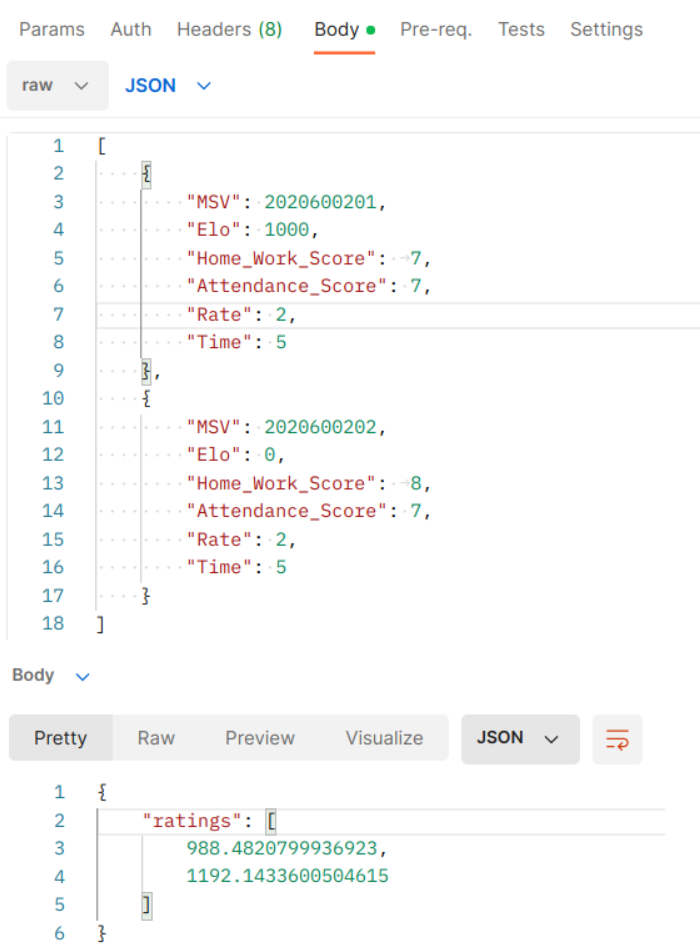 Params Auth Headers (8) Body Pre-req. Tests Settings
raw JSON
1 [
2 {
3 "MSV": 2020600201,
4 "Elo": 1000,
5 "Home_Work_Score": 7,
6 "Attendance_Score": 7,
7 "Rate": 2,
8 "Time": 5
9 },
10 {
11 "MSV": 2020600202,
12 "Elo": 0,
13 "Home_Work_Score": 8,
14 "Attendance_Score": 7,
15 "Rate": 2,
16 "Time": 5
17 }
18 ]
Body
Pretty Raw Preview Visualize JSON
1 {
2 "ratings": [
3 988.4820799936923,
4 1192.1433600504615
5 ]
6 }